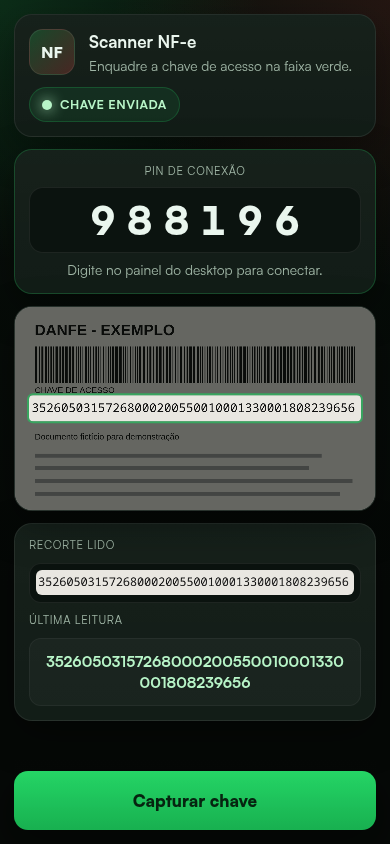 NF
Scanner NF-e
Enquadre a chave de acesso na faixa verde.
CHAVE ENVIADA
PIN DE CONEXÃO
988196
Digite no painel do desktop para conectar.
DANFE - EXEMPLO
CHAVE DE ACESSO
35260503157268000200550010001330001808239656
Documento fictício para demonstração
RECORTE LIDO
35260503157268000200550010001330001808239656
ÚLTIMA LEITURA
35260503157268000200550010001330
001808239656
Capturar chave